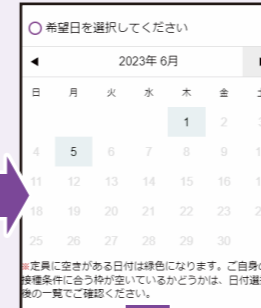 ○希望日を選択してください
◀ 2023年 6月
日 月 火 水 木 金 土
1 2 3
4 5 6 7 8 9
11 12 13 14 15 16
18 19 20 21 22 23
25 26 27 28 29 30
※定員に空きがある日付は緑色になります。ご自身の
接種条件に合う枠が空いているかどうかは、日付選択
後の一覧でご確認ください。